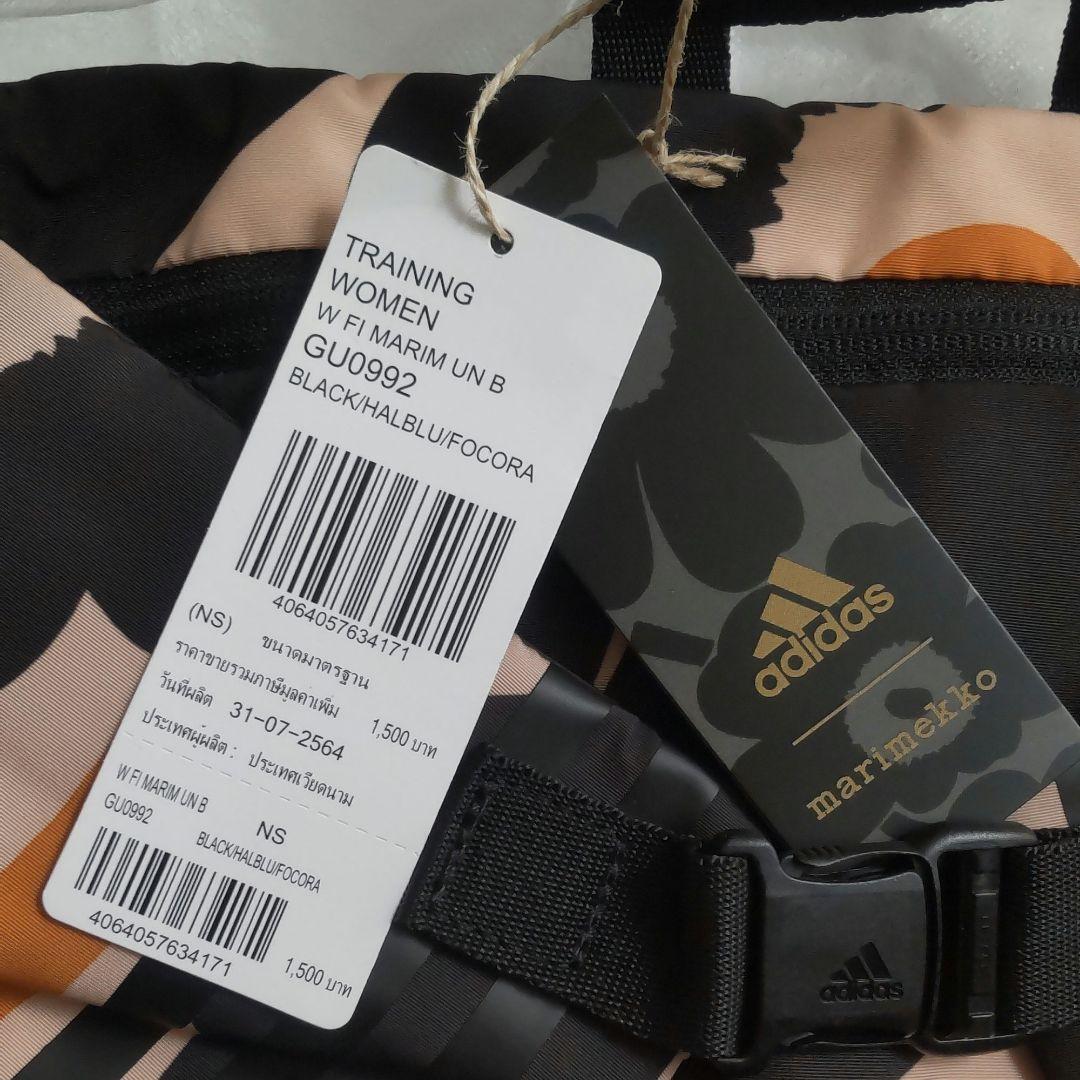 TRAINING
WOMEN
W FI MARIM UN B
GU0992
BLACK/HALBLU/FOCORA
4064057634171
(NS) ขนาดมาตรฐาน
ราคาขายรวมภาษีมูลค่าเพิ่ม 1,500 บาท
วันที่ผลิต 31-07-2564
ประเทศผู้ผลิต : ประเทศเวียดนาม
W FI MARIM UN B
GU0992 NS
BLACK/HALBLU/FOCORA
4064057634171
1,500 บาท
adidas
marimekko
adidas